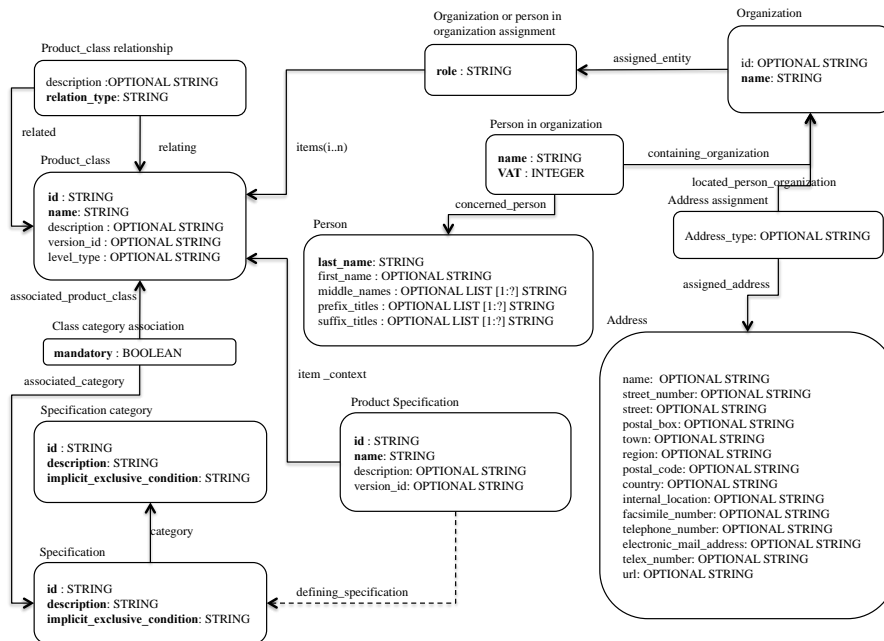 Product_class relationship
description :OPTIONAL STRING
relation_type: STRING
related
relating
Product_class
id : STRING
name: STRING
description : OPTIONAL STRING
version_id : OPTIONAL STRING
level_type : OPTIONAL STRING
associated_product_class
Class category association
mandatory : BOOLEAN
associated_category
Specification category
id : STRING
description: STRING
implicit_exclusive_condition: STRING
category
Specification
id : STRING
description: STRING
implicit_exclusive_condition: STRING
Organization or person in
organization assignment
role : STRING
items(i..n)
assigned_entity
Organization
id: OPTIONAL STRING
name: STRING
Person in organization
name : STRING
VAT : INTEGER
containing_organization
concerned_person
located_person_organization
Person
last_name: STRING
first_name : OPTIONAL STRING
middle_names : OPTIONAL LIST [1:?] STRING
prefix_titles : OPTIONAL LIST [1:?] STRING
suffix_titles : OPTIONAL LIST [1:?] STRING
Address assignment
Address_type: OPTIONAL STRING
assigned_address
Address
name:  OPTIONAL STRING
street_number: OPTIONAL STRING
street: OPTIONAL STRING
postal_box: OPTIONAL STRING
town: OPTIONAL STRING
region: OPTIONAL STRING
postal_code: OPTIONAL STRING
country: OPTIONAL STRING
internal_location: OPTIONAL STRING
facsimile_number: OPTIONAL STRING
telephone_number: OPTIONAL STRING
electronic_mail_address: OPTIONAL STRING
telex_number: OPTIONAL STRING
url: OPTIONAL STRING
item _context
Product Specification
id : STRING
name: STRING
description: OPTIONAL STRING
version_id: OPTIONAL STRING
defining_specification